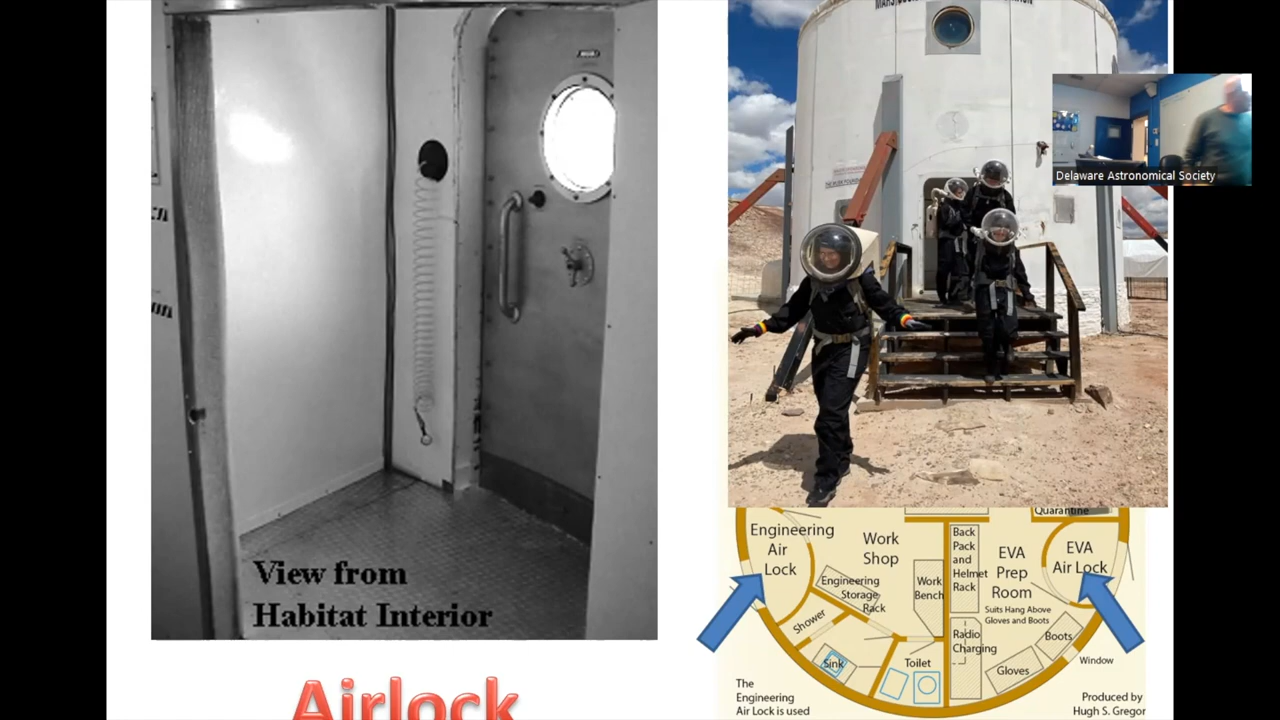 View from
Habitat Interior
Airlock
Delaware Astronomical Society
Quarantine
Engineering
Air
Lock
Work
Shop
Back
Pack
and
Helmet
Rack
EVA
Prep
Room
Suits Hang Above
Gloves and Boots
EVA
Air Lock
Engineering
Storage
Rack
Work
Bench
Shower
Sink
Toilet
Radio
Charging
Boots
Gloves
Window
The
Engineering
Air Lock is used
Produced by
Hugh S. Gregor